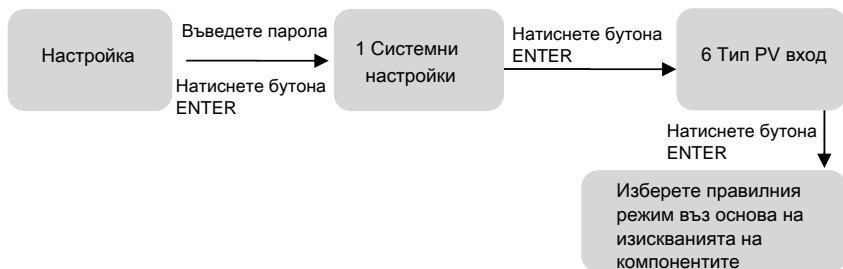 Настройка
Въведете парола
Натиснете бутона
ENTER
1 Системни
настройки
Натиснете бутона
ENTER
6 Тип PV вход
Натиснете бутона
ENTER
Изберете правилния
режим въз основа на
изискванията на
компонентите